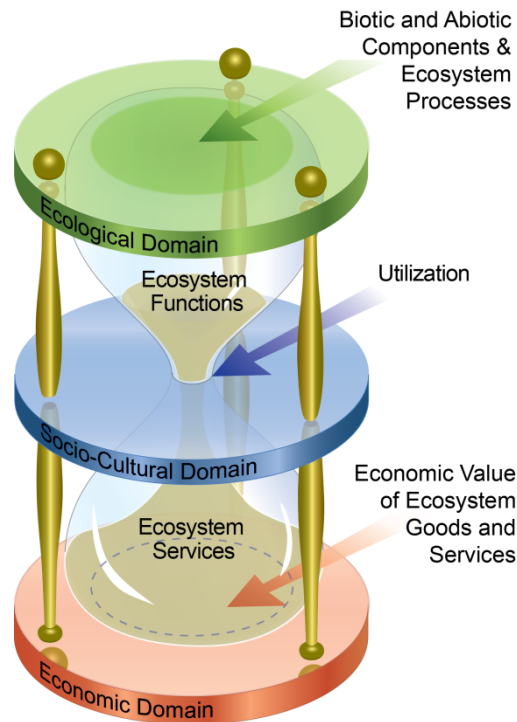 Biotic and Abiotic
Components &
Ecosystem
Processes
Ecological Domain
Ecosystem
Functions
Utilization
Socio-Cultural Domain
Economic Value
of Ecosystem
Goods and
Services
Ecosystem
Services
Economic Domain